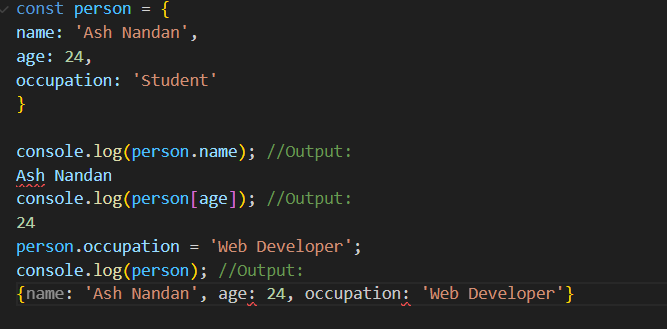 const person = {
name: 'Ash Nandan',
age: 24,
occupation: 'Student'
}
console.log(person.name); //Output:
Ash Nandan
console.log(person[age]); //Output:
24
person.occupation = 'Web Developer';
console.log(person); //Output:
{name: 'Ash Nandan', age: 24, occupation: 'Web Developer'}